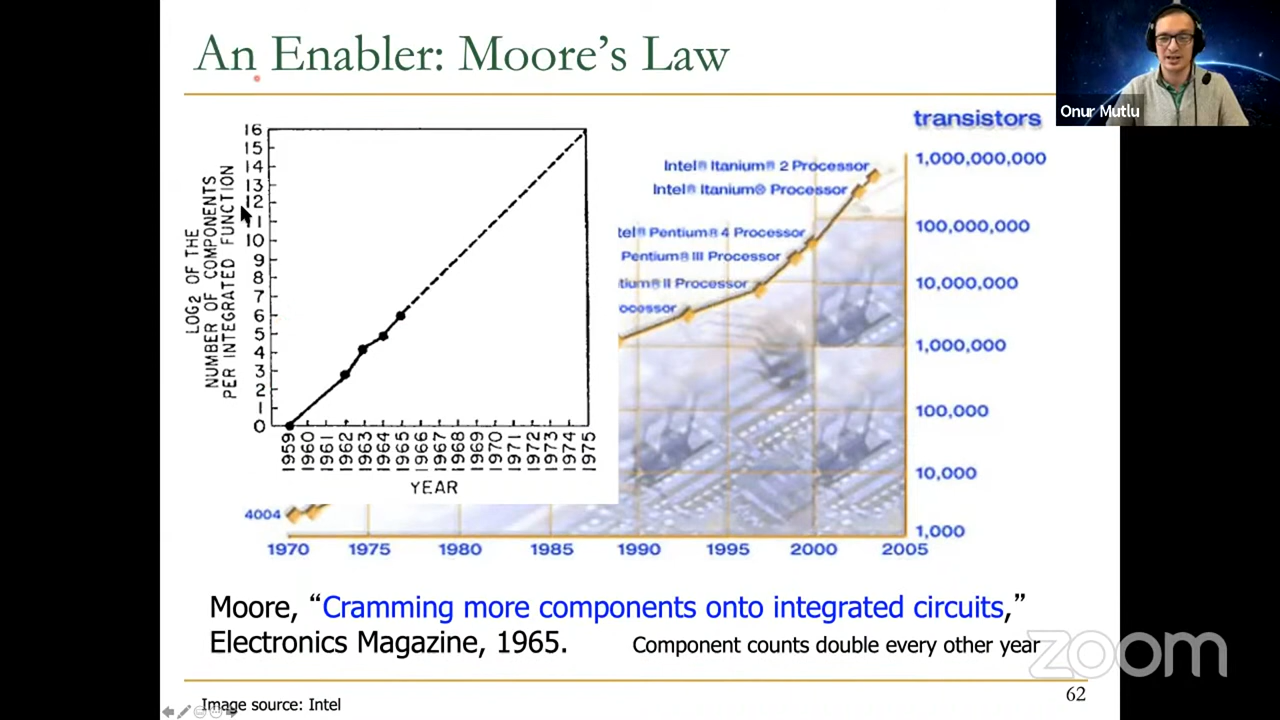 An Enabler: Moore's Law
Onur Mutlu
LOG2 OF THE
NUMBER OF COMPONENTS
PER INTEGRATED FUNCTION
16
15
14
13
12
11
10
9
8
7
6
5
4
3
2
1
0
1959
1960
1961
1962
1963
1964
1965
1966
1967
1968
1969
1970
1971
1972
1973
1974
1975
YEAR
transistors
Intel® Itanium® 2 Processor
Intel® Itanium® Processor
tel® Pentium® 4 Processor
Pentium® III Processor
tium® II Processor
ocessor
1,000,000,000
100,000,000
10,000,000
1,000,000
100,000
10,000
1,000
4004
1970 1975 1980 1985 1990 1995 2000 2005
Moore, “Cramming more components onto integrated circuits,”
Electronics Magazine, 1965. Component counts double every other year
zoom
Image source: Intel
62